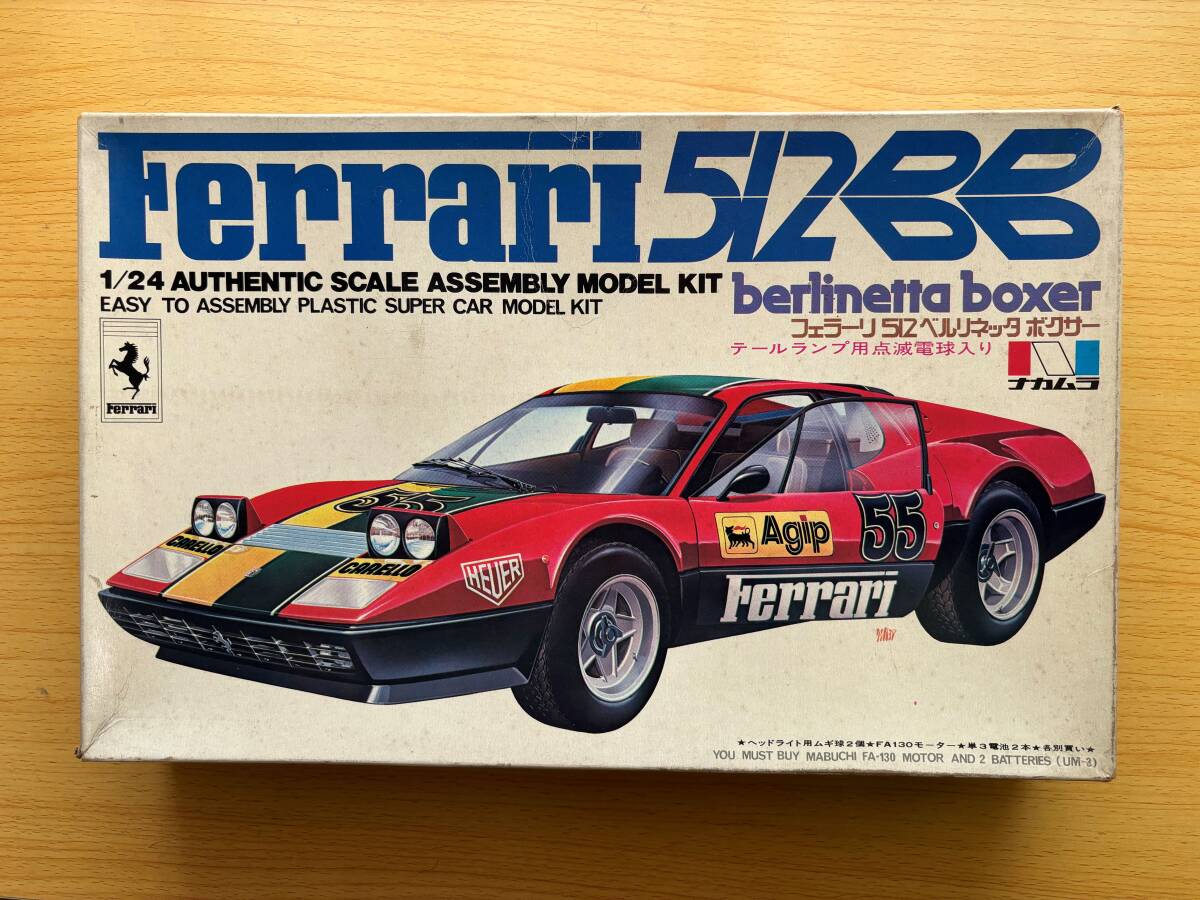 Ferrari 512BB
1/24 AUTHENTIC SCALE ASSEMBLY MODEL KIT
EASY TO ASSEMBLY PLASTIC SUPER CAR MODEL KIT
berlinetta boxer
フェラーリ 512 ベルリネッタ ボクサー
テールランプ用点滅電球入り
ナカムラ
Ferrari
55
55
CARELLO
CARELLO
HEUER
Agip
Ferrari
★ヘッドライト用ムギ球2個★FA130モーター★単3電池2本★各別買い★
YOU MUST BUY MABUCHI FA-130 MOTOR AND 2 BATTERIES (UM-3)